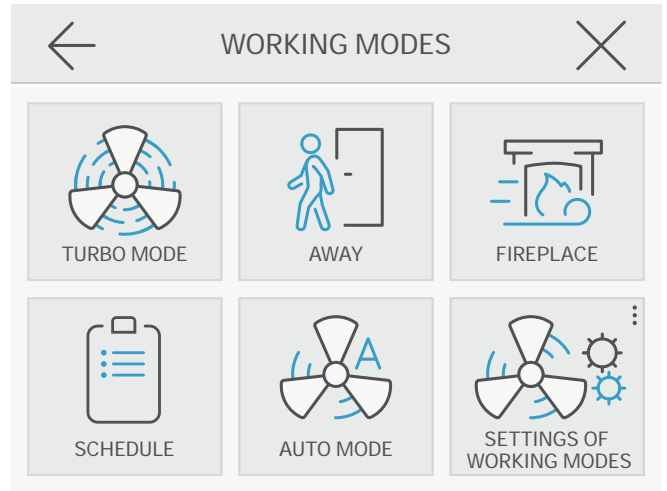 WORKING MODES
TURBO MODE
AWAY
FIREPLACE
SCHEDULE
A
AUTO MODE
SETTINGS OF
WORKING MODES